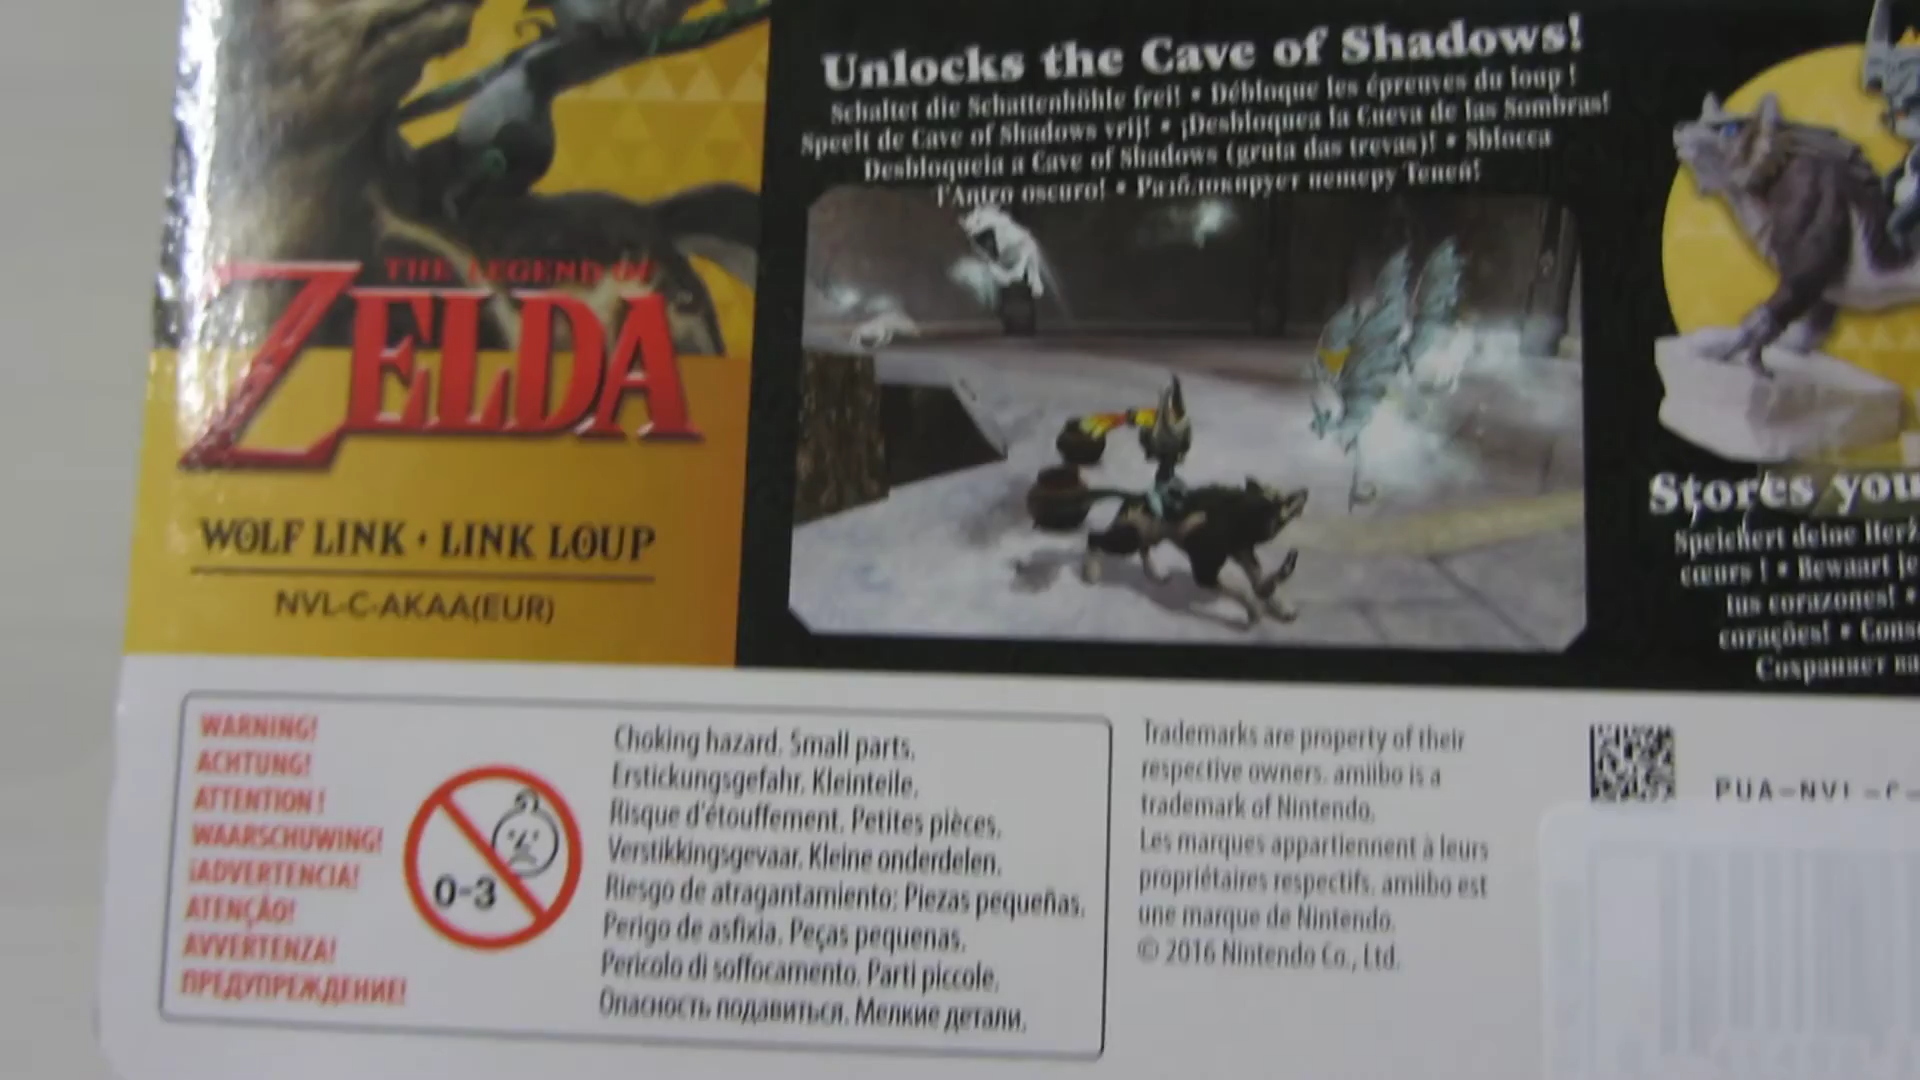 THE LEGEND OF
ZELDA
WOLF LINK • LINK LOUP
NVL-C-AKAA(EUR)
Unlocks the Cave of Shadows!
Schaltet die Schattenhöhle frei! • Débloque les épreuves du loup !
Speelt de Cave of Shadows vrij! • ¡Desbloquea la Cueva de las Sombras!
Desbloqueia a Cave of Shadows (gruta das trevas)! • Sblocca
l'Antro oscuro! • Разблокирует пещеру Теней!
Stores you
Speichert deine Herz
cœurs ! • Bewaart je
tus corazones! •
corações! • Cons
Сохраняет ва
WARNING!
ACHTUNG!
ATTENTION !
WAARSCHUWING!
¡ADVERTENCIA!
ATENÇÃO!
AVVERTENZA!
ПРЕДУПРЕЖДЕНИЕ!
0-3
Choking hazard. Small parts.
Erstickungsgefahr. Kleinteile.
Risque d'étouffement. Petites pièces.
Verstikkingsgevaar. Kleine onderdelen.
Riesgo de atragantamiento: Piezas pequeñas.
Perigo de asfixia. Peças pequenas.
Pericolo di soffocamento. Parti piccole.
Опасность подавиться. Мелкие детали.
Trademarks are property of their
respective owners. amiibo is a
trademark of Nintendo.
Les marques appartiennent à leurs
propriétaires respectifs. amiibo est
une marque de Nintendo.
© 2016 Nintendo Co., Ltd.
PUA-NVL-C-